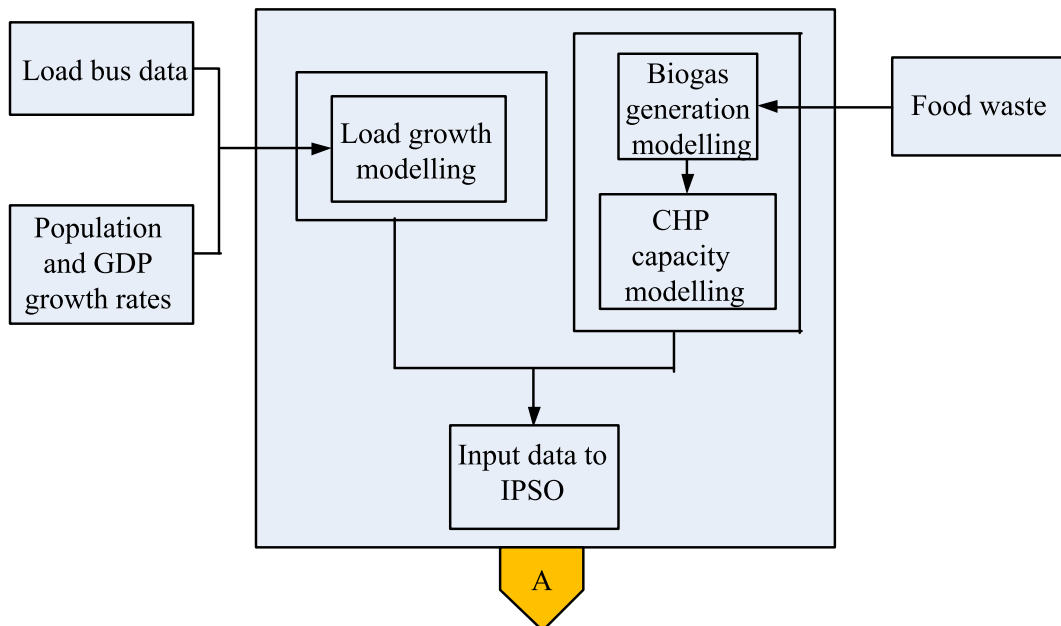 Load bus data
Population
and GDP
growth rates
Load growth
modelling
Biogas
generation
modelling
CHP
capacity
modelling
Food waste
Input data to
IPSO
A